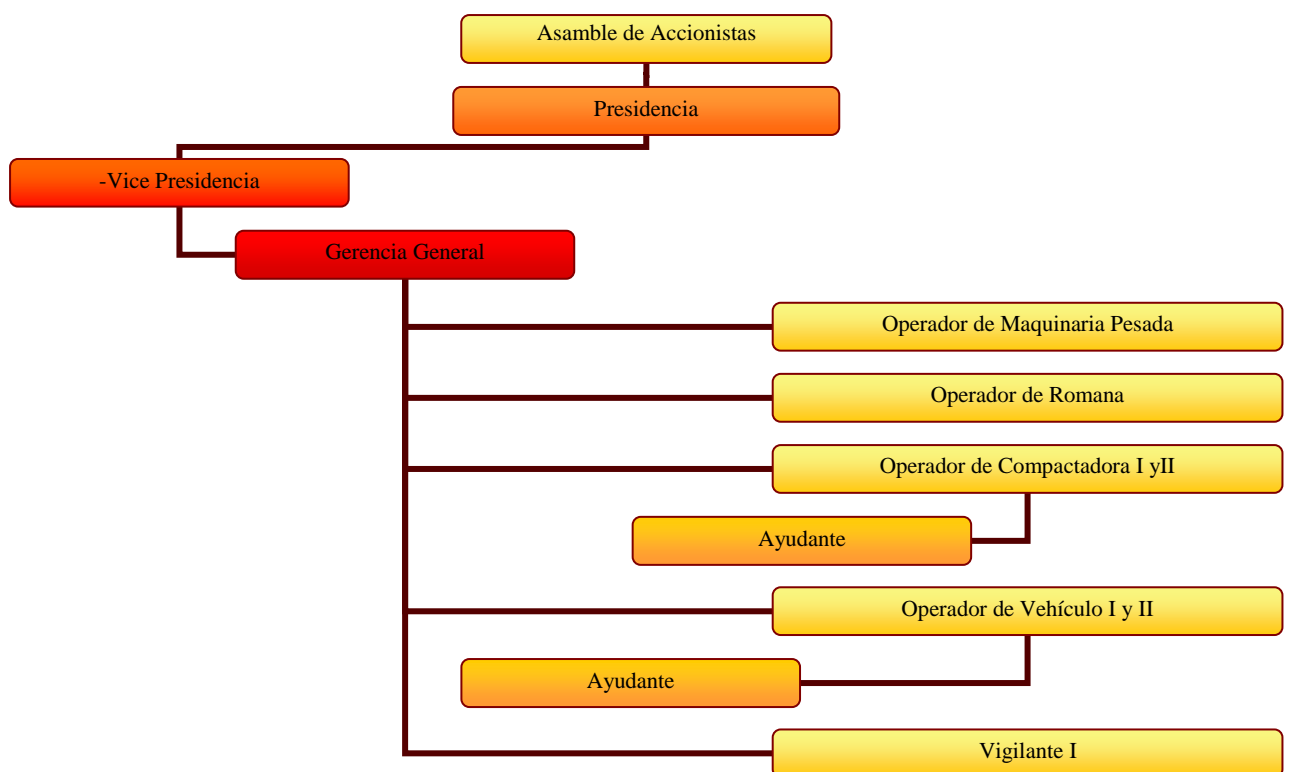 Asamble de Accionistas
Presidencia
-Vice Presidencia
Gerencia General
Operador de Maquinaria Pesada
Operador de Romana
Operador de Compactadora I yII
Ayudante
Operador de Vehículo I y II
Ayudante
Vigilante I